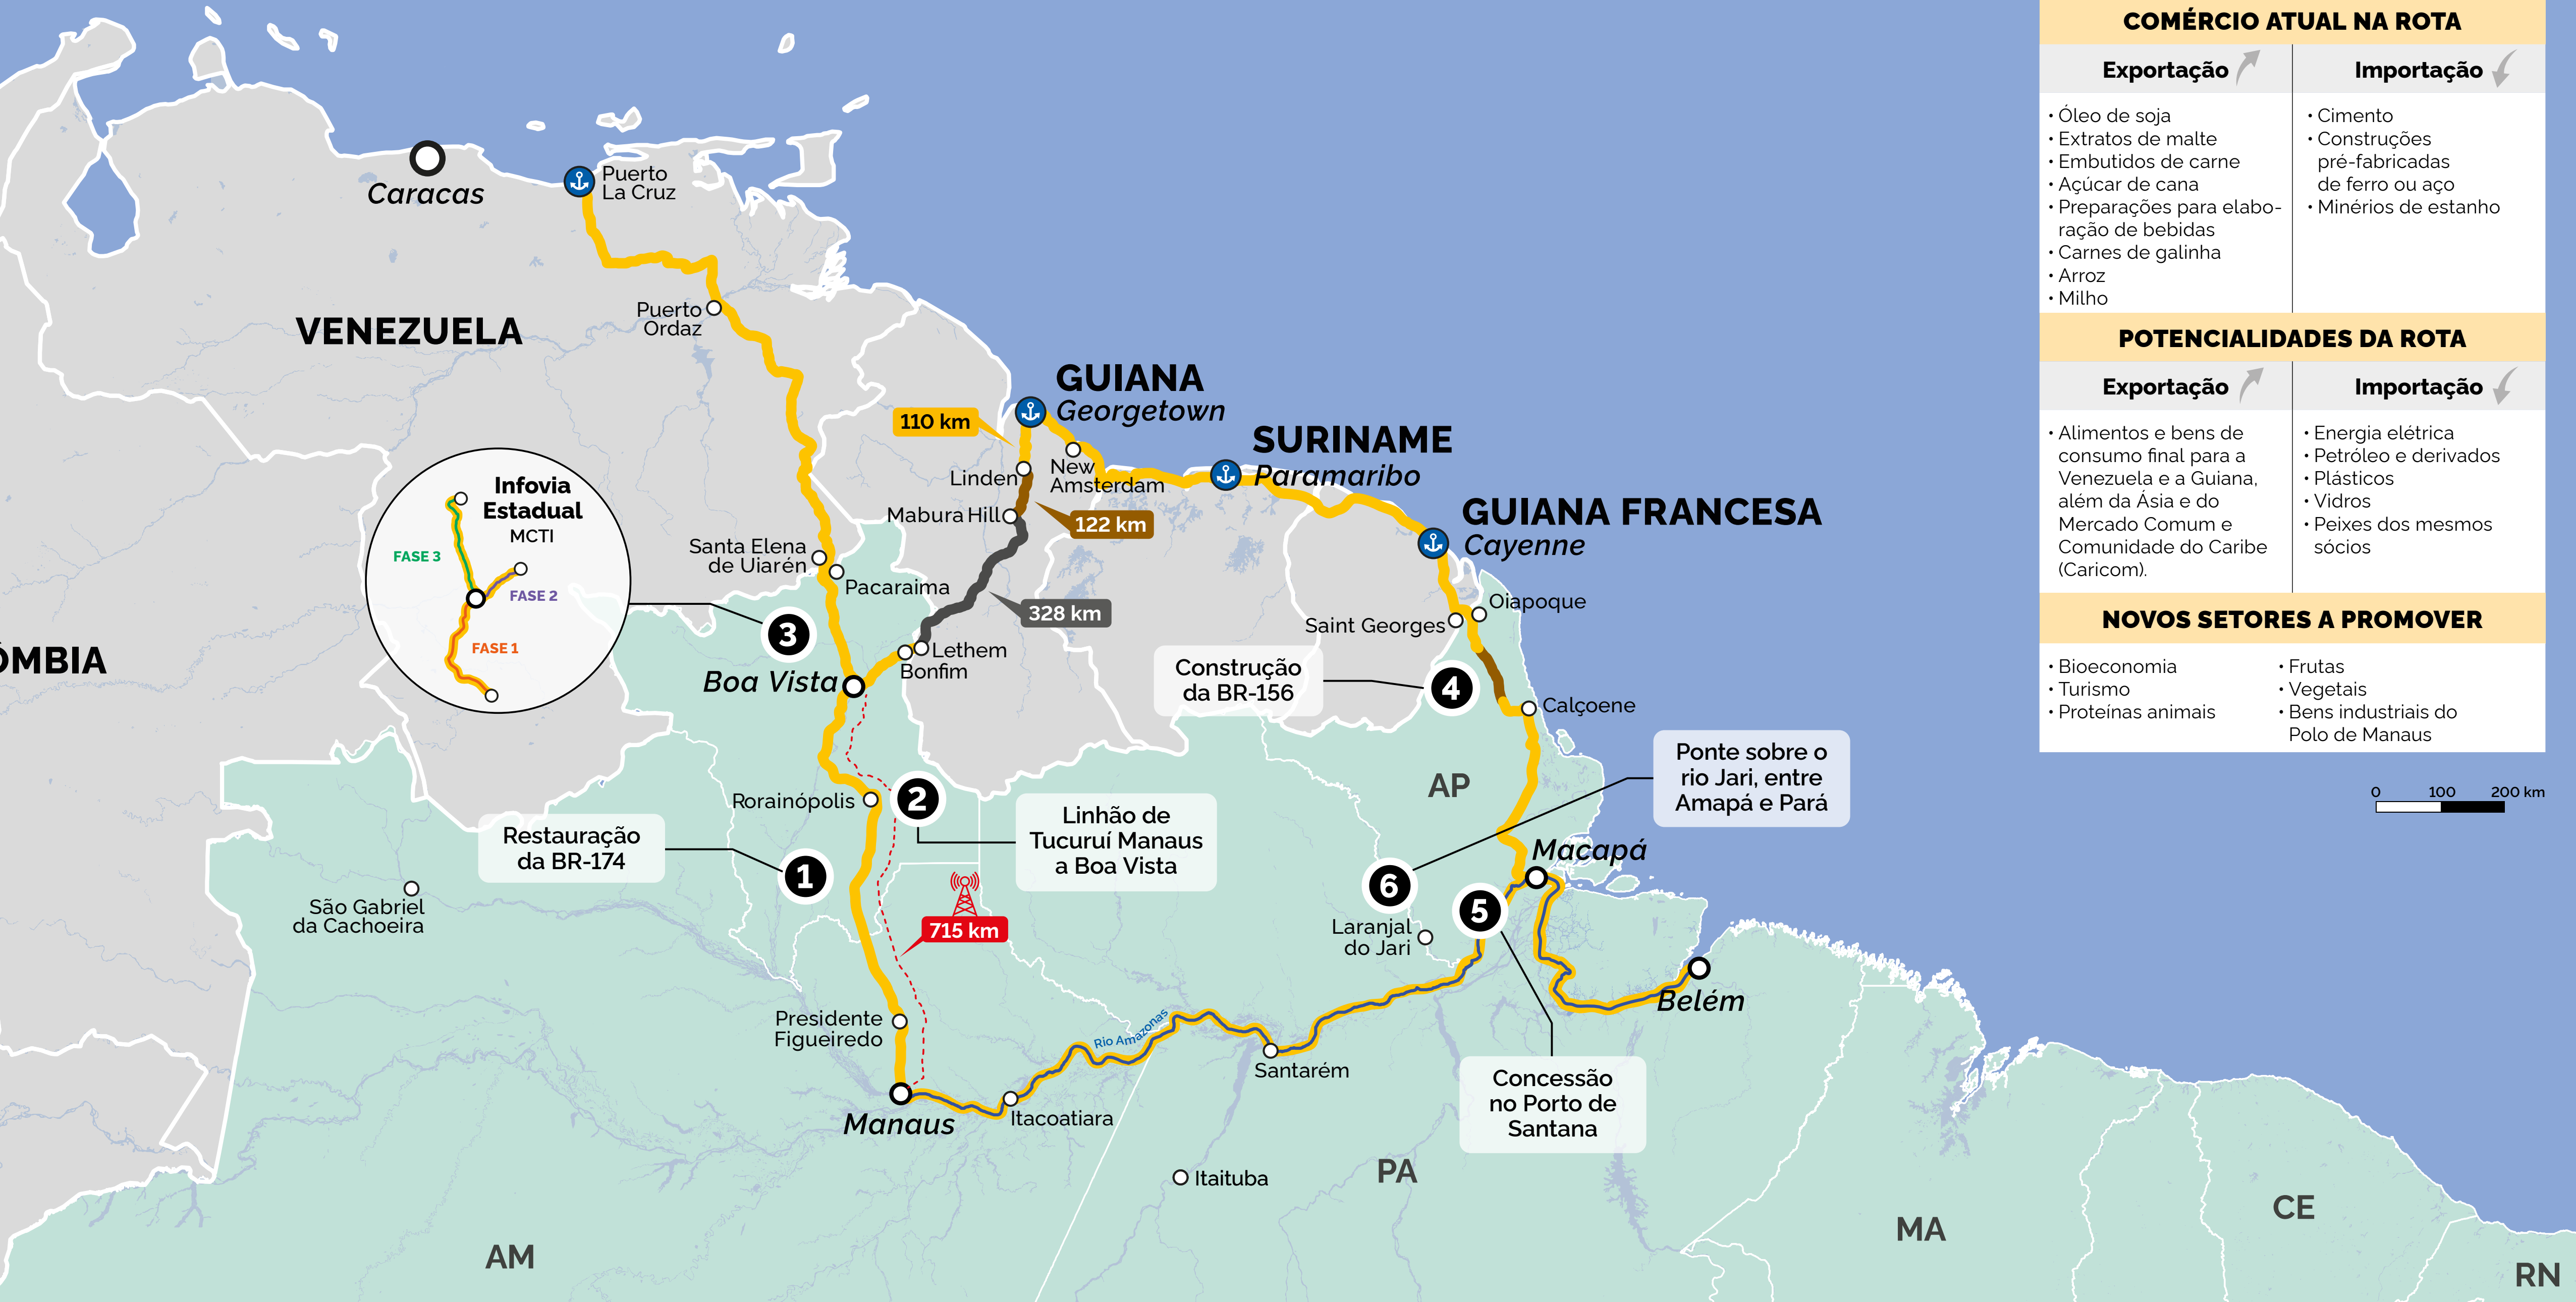 Caracas
Puerto
La Cruz
VENEZUELA
Puerto
Ordaz
GUIANA
Georgetown
110 km
Linden
New
Amsterdam
SURINAME
Paramaribo
Mabura Hill
122 km
GUIANA FRANCESA
Cayenne
Santa Elena
de Uiarén
Pacaraima
328 km
Infovia
Estadual
MCTI
FASE 3
FASE 2
FASE 1
3
Oiapoque
Saint Georges
Lethem
Bonfim
Boa Vista
ÔMBIA
Construção
da BR-156
4
Calçoene
Ponte sobre o
rio Jari, entre
Amapá e Pará
AP
Rorainópolis
2
Linhão de
Tucuruí Manaus
a Boa Vista
Restauração
da BR-174
1
Macapá
6
5
São Gabriel
da Cachoeira
715 km
Laranjal
do Jari
Belém
Presidente
Figueiredo
Rio Amazonas
Santarém
Manaus
Itacoatiara
Concessão
no Porto de
Santana
Itaituba
PA
AM
MA
CE
RN
COMÉRCIO ATUAL NA ROTA
Exportação
• Óleo de soja
• Extratos de malte
• Embutidos de carne
• Açúcar de cana
• Preparações para elabo-
ração de bebidas
• Carnes de galinha
• Arroz
• Milho
Importação
• Cimento
• Construções
pré-fabricadas
de ferro ou aço
• Minérios de estanho
POTENCIALIDADES DA ROTA
Exportação
• Alimentos e bens de
consumo final para a
Venezuela e a Guiana,
além da Ásia e do
Mercado Comum e
Comunidade do Caribe
(Caricom).
Importação
• Energia elétrica
• Petróleo e derivados
• Plásticos
• Vidros
• Peixes dos mesmos
sócios
NOVOS SETORES A PROMOVER
• Bioeconomia
• Turismo
• Proteínas animais
• Frutas
• Vegetais
• Bens industriais do
Polo de Manaus
0 100 200 km